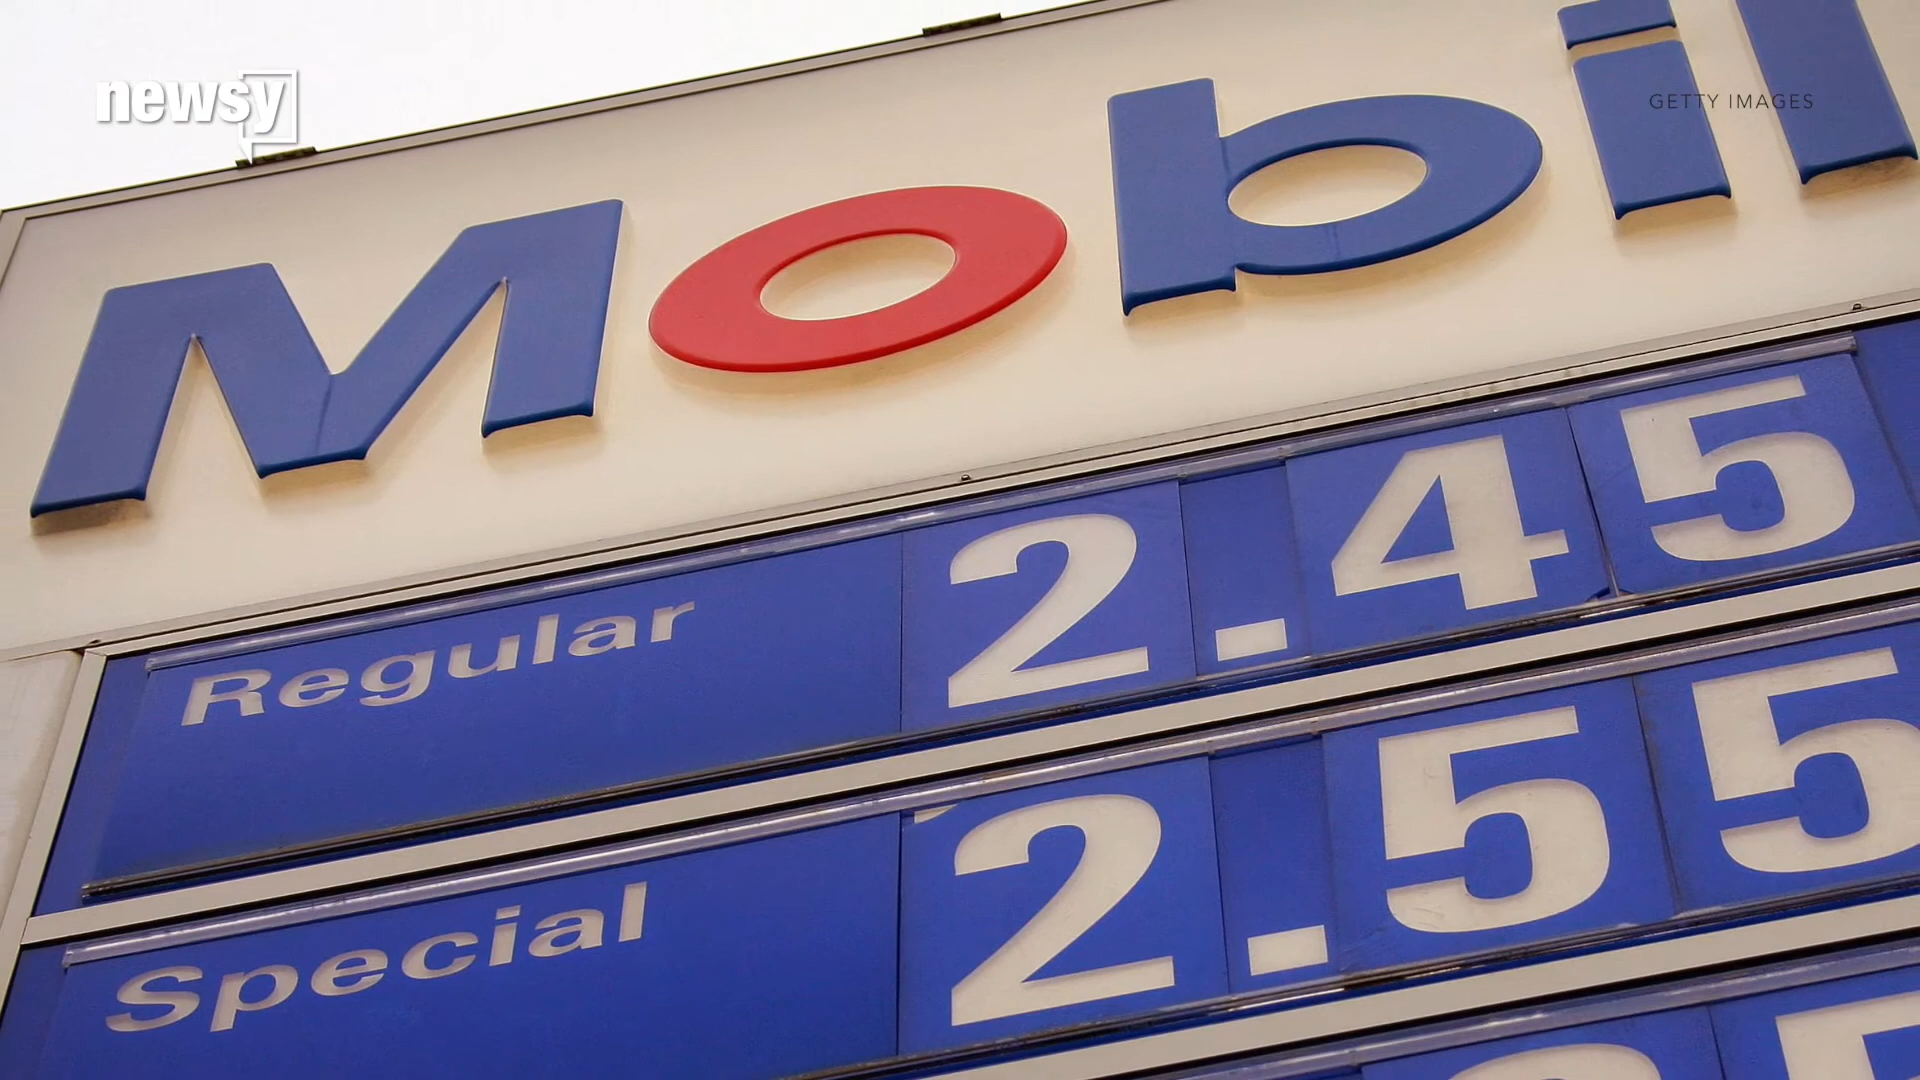 newsy
GETTY IMAGES
Mobil
Regular 2.45
Special 2.55